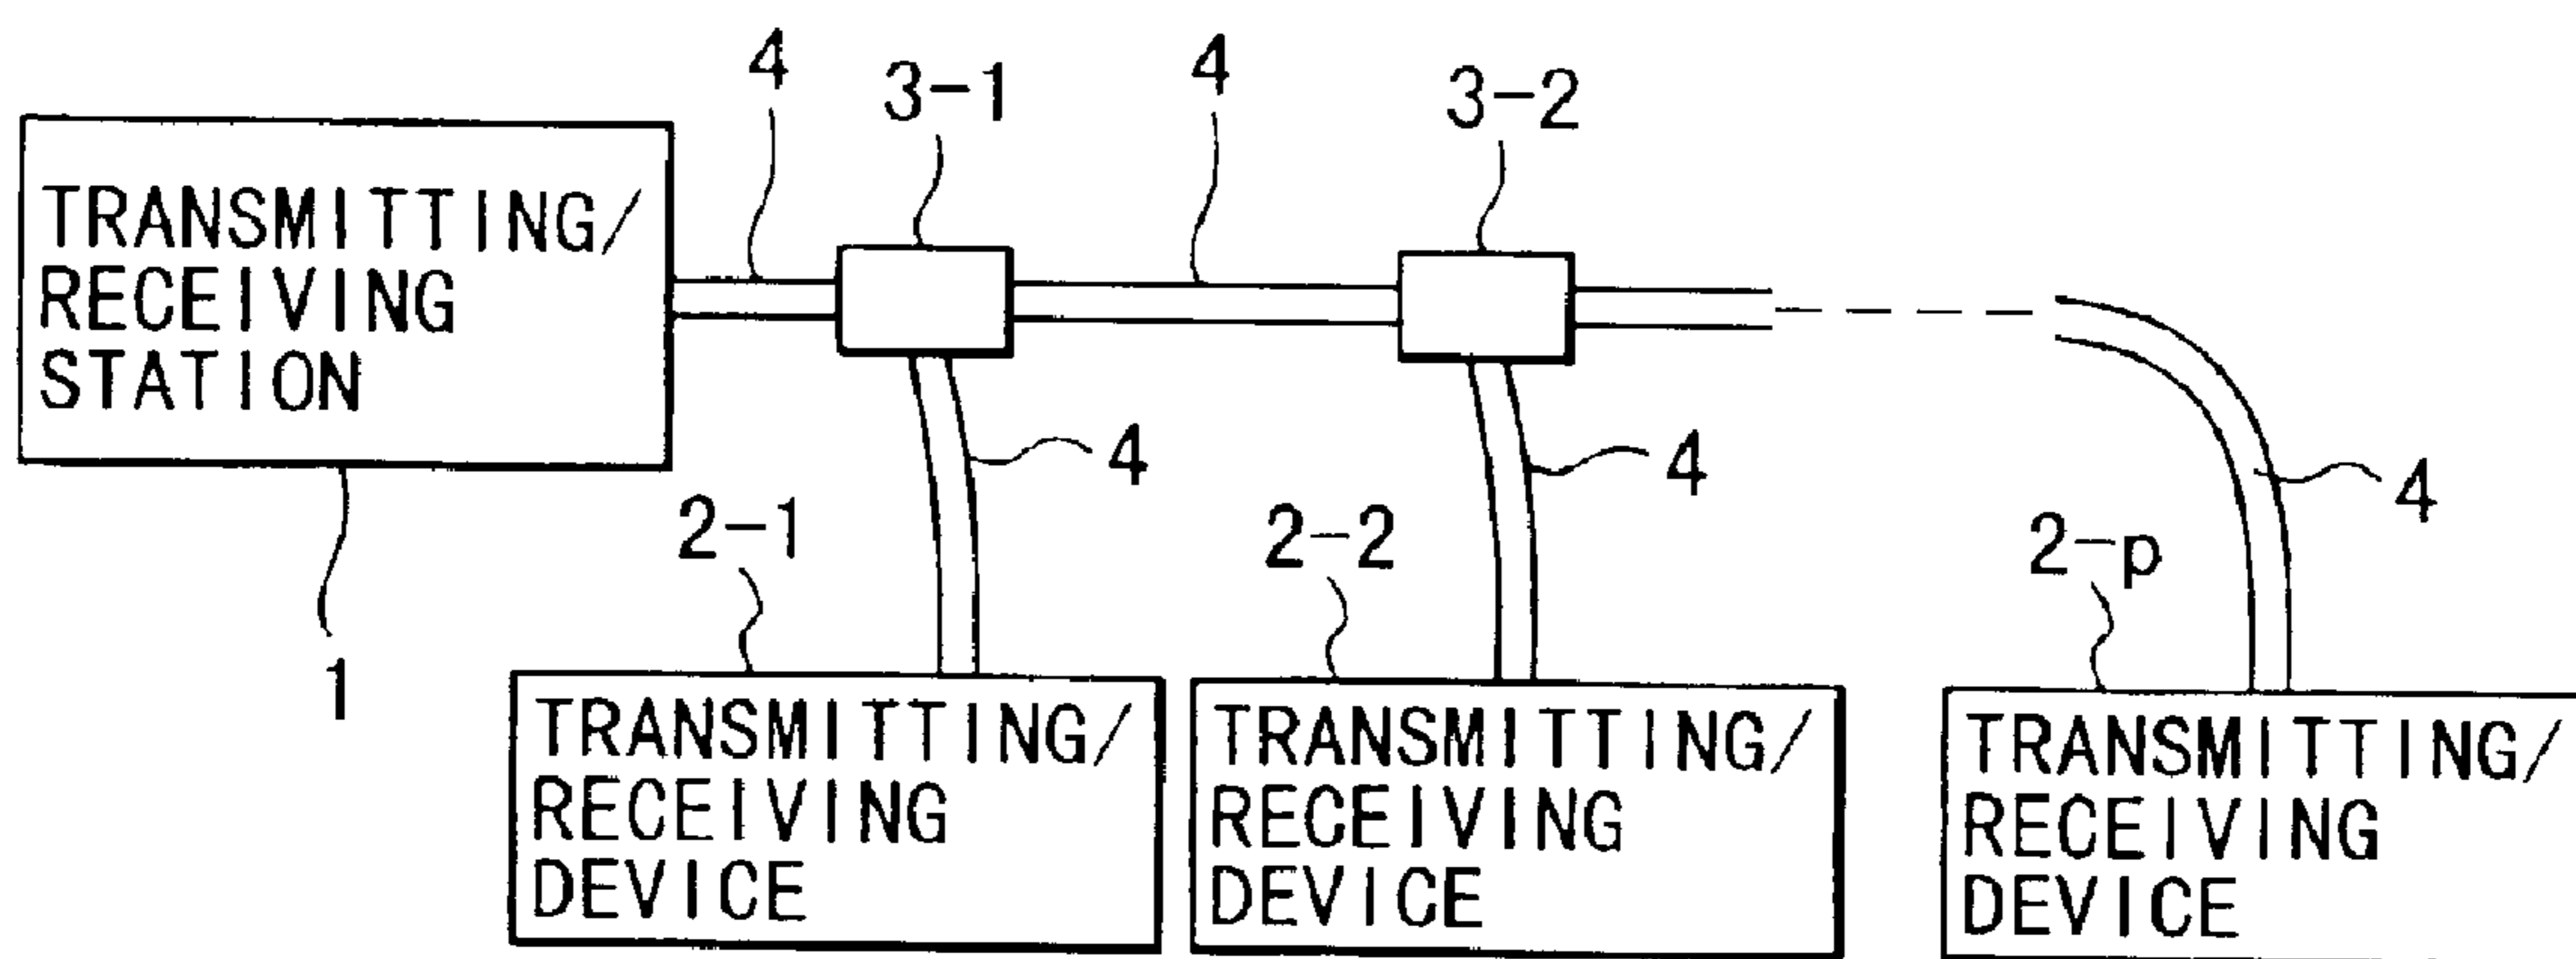 4
3-1
4
3-2
TRANSMITTING/
RECEIVING
STATION
4
4
4
2-1
2-2
2-p
1
TRANSMITTING/
RECEIVING
DEVICE
TRANSMITTING/
RECEIVING
DEVICE
TRANSMITTING/
RECEIVING
DEVICE